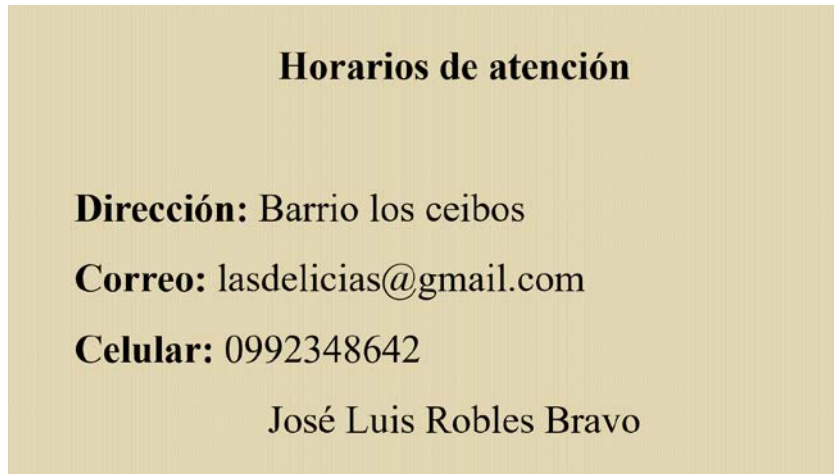 Horarios de atención
Dirección: Barrio los ceibos
Correo: lasdelicias@gmail.com
Celular: 0992348642
José Luis Robles Bravo